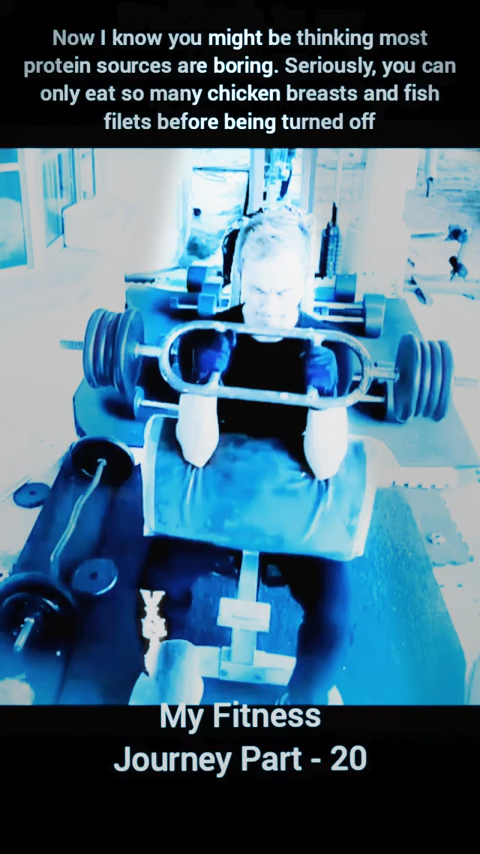 Now I know you might be thinking most
protein sources are boring. Seriously, you can
only eat so many chicken breasts and fish
filets before being turned off
My Fitness
Journey Part - 20